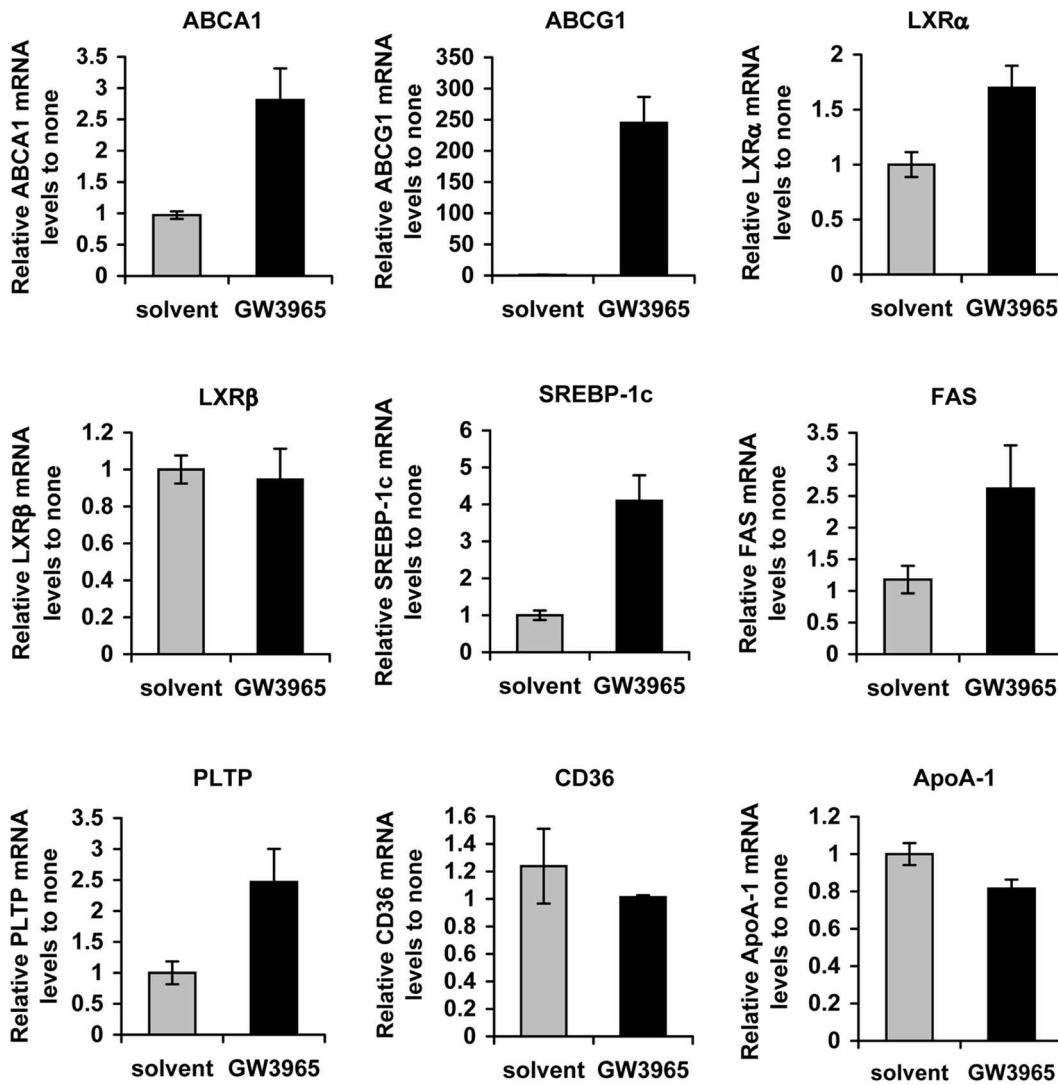 ABCA1
Relative ABCA1 mRNA
levels to none
3.5
3
2.5
2
1.5
1
0.5
0
solvent GW3965
ABCG1
Relative ABCG1 mRNA
levels to none
350
300
250
200
150
100
50
0
solvent GW3965
LXRα
Relative LXRα mRNA
levels to none
2
1.5
1
0.5
0
solvent GW3965
LXRβ
Relative LXRβ mRNA
levels to none
1.2
1
0.8
0.6
0.4
0.2
0
solvent GW3965
SREBP-1c
Relative SREBP-1c mRNA
levels to none
6
5
4
3
2
1
0
solvent GW3965
FAS
Relative FAS mRNA
levels to none
3.5
3
2.5
2
1.5
1
0.5
0
solvent GW3965
PLTP
Relative PLTP mRNA
levels to none
3.5
3
2.5
2
1.5
1
0.5
0
solvent GW3965
CD36
Relative CD36 mRNA
levels to none
1.6
1.4
1.2
1
0.8
0.6
0.4
0.2
0
solvent GW3965
ApoA-1
Relative ApoA-1 mRNA
levels to none
1.2
1
0.8
0.6
0.4
0.2
0
solvent GW3965